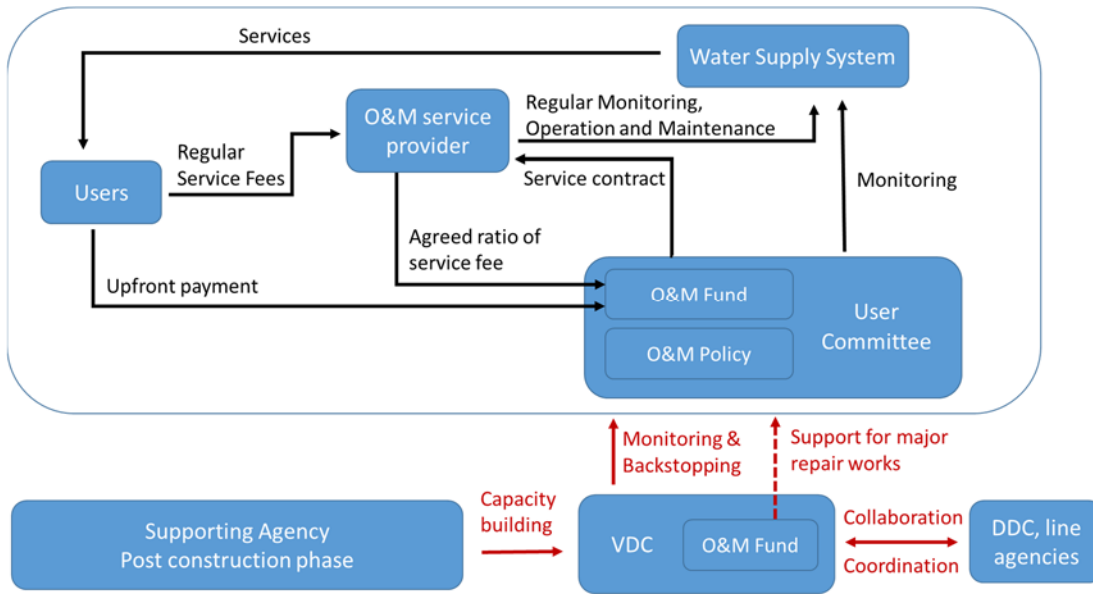 Services
Water Supply System
O&M service
provider
Regular Monitoring,
Operation and Maintenance
Regular
Service Fees
Users
Service contract
Monitoring
Agreed ratio of
service fee
Upfront payment
O&M Fund
User
Committee
O&M Policy
Monitoring &
Backstopping
Support for major
repair works
Supporting Agency
Post construction phase
Capacity
building
VDC
O&M Fund
Collaboration
Coordination
DDC, line
agencies